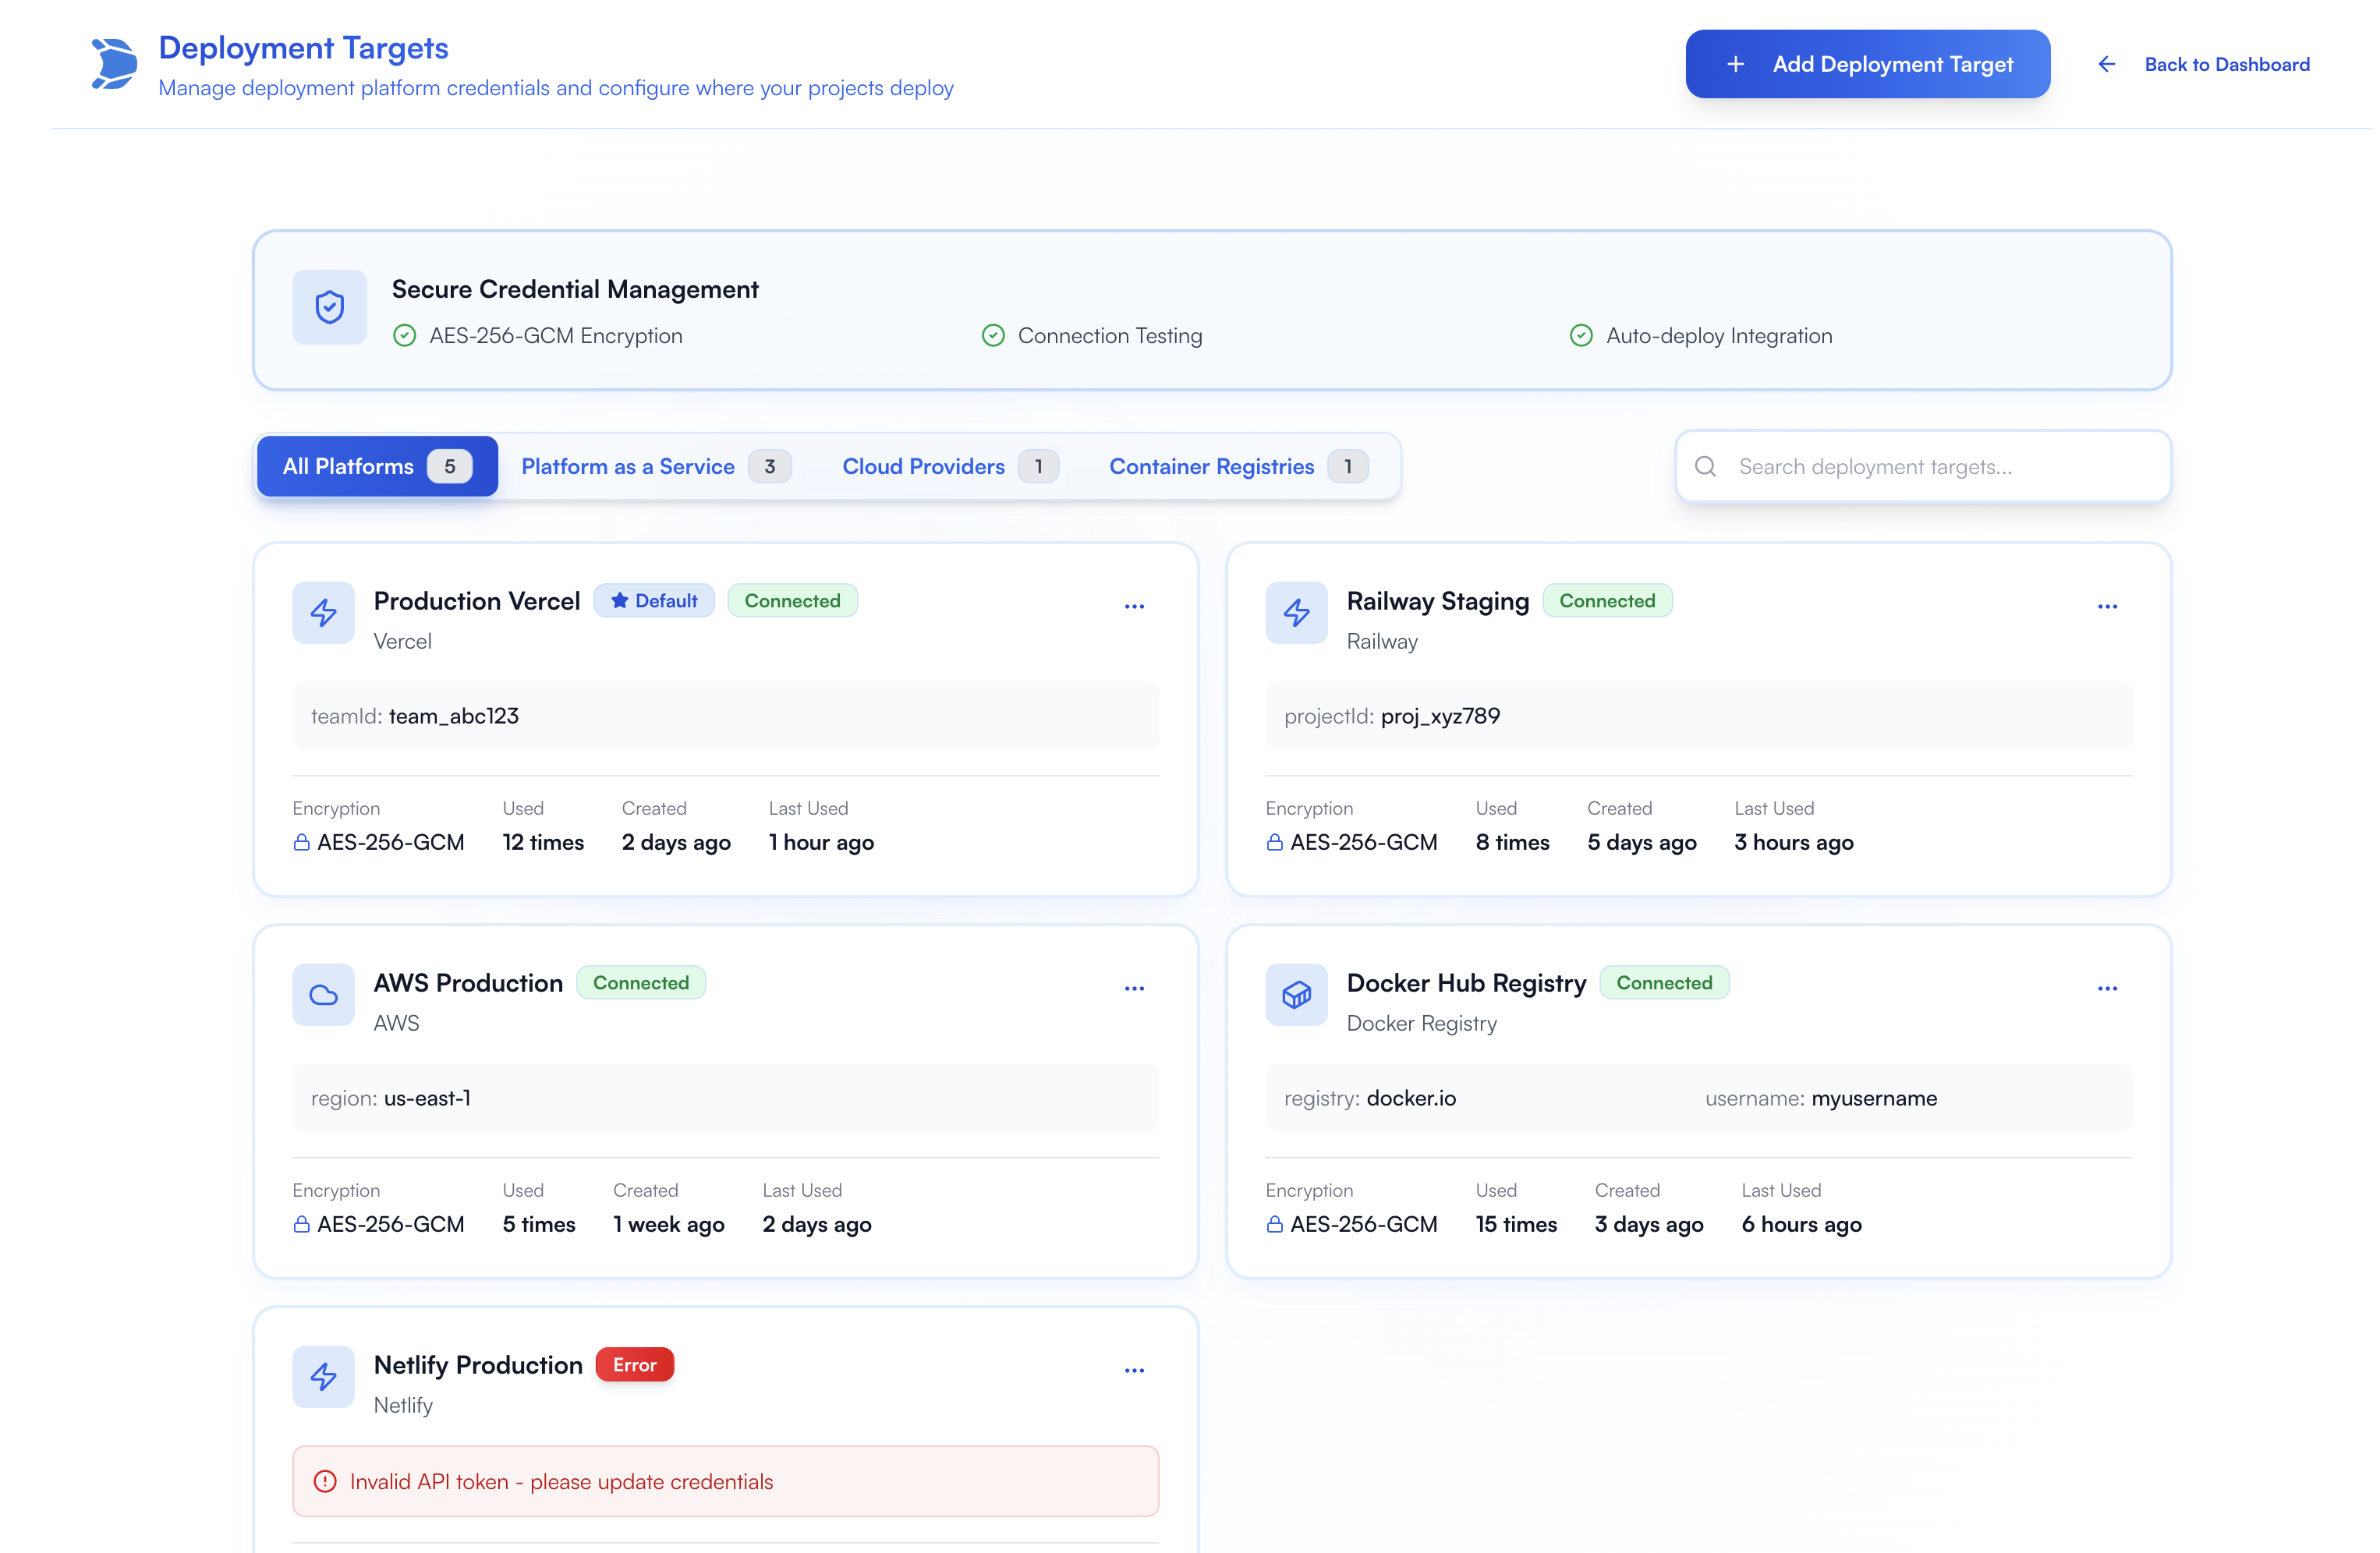 Deployment Targets
Manage deployment platform credentials and configure where your projects deploy
Add Deployment Target
Back to Dashboard
Secure Credential Management
AES-256-GCM Encryption
Connection Testing
Auto-deploy Integration
All Platforms 5
Platform as a Service 3
Cloud Providers 1
Container Registries 1
Search deployment targets...
Production Vercel Default Connected
Vercel
teamId: team_abc123
Encryption Used Created Last Used
AES-256-GCM 12 times 2 days ago 1 hour ago
Railway Staging Connected
Railway
projectId: proj_xyz789
Encryption Used Created Last Used
AES-256-GCM 8 times 5 days ago 3 hours ago
AWS Production Connected
AWS
region: us-east-1
Encryption Used Created Last Used
AES-256-GCM 5 times 1 week ago 2 days ago
Docker Hub Registry Connected
Docker Registry
registry: docker.io username: myusername
Encryption Used Created Last Used
AES-256-GCM 15 times 3 days ago 6 hours ago
Netlify Production Error
Netlify
Invalid API token - please update credentials